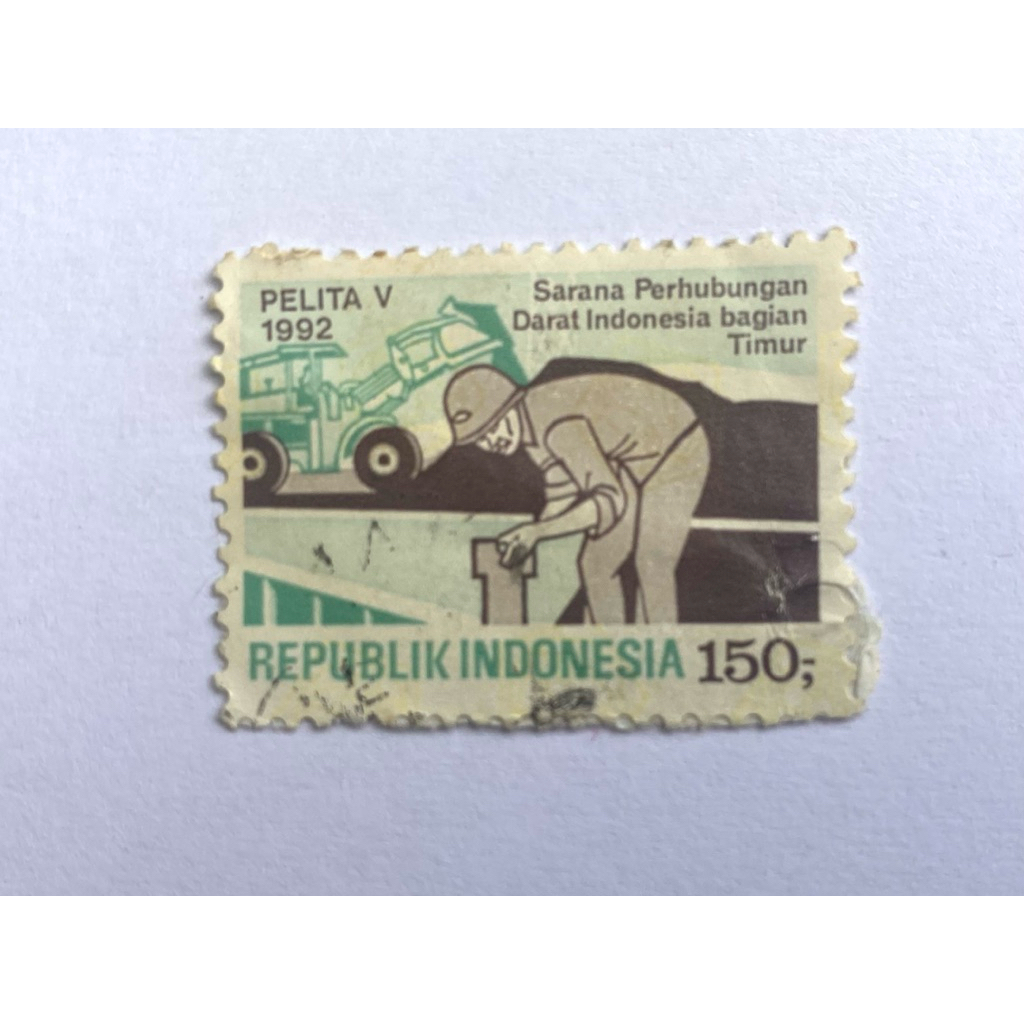 PELITA V
1992
Sarana Perhubungan
Darat Indonesia bagian
Timur
REPUBLIK INDONESIA 150,-